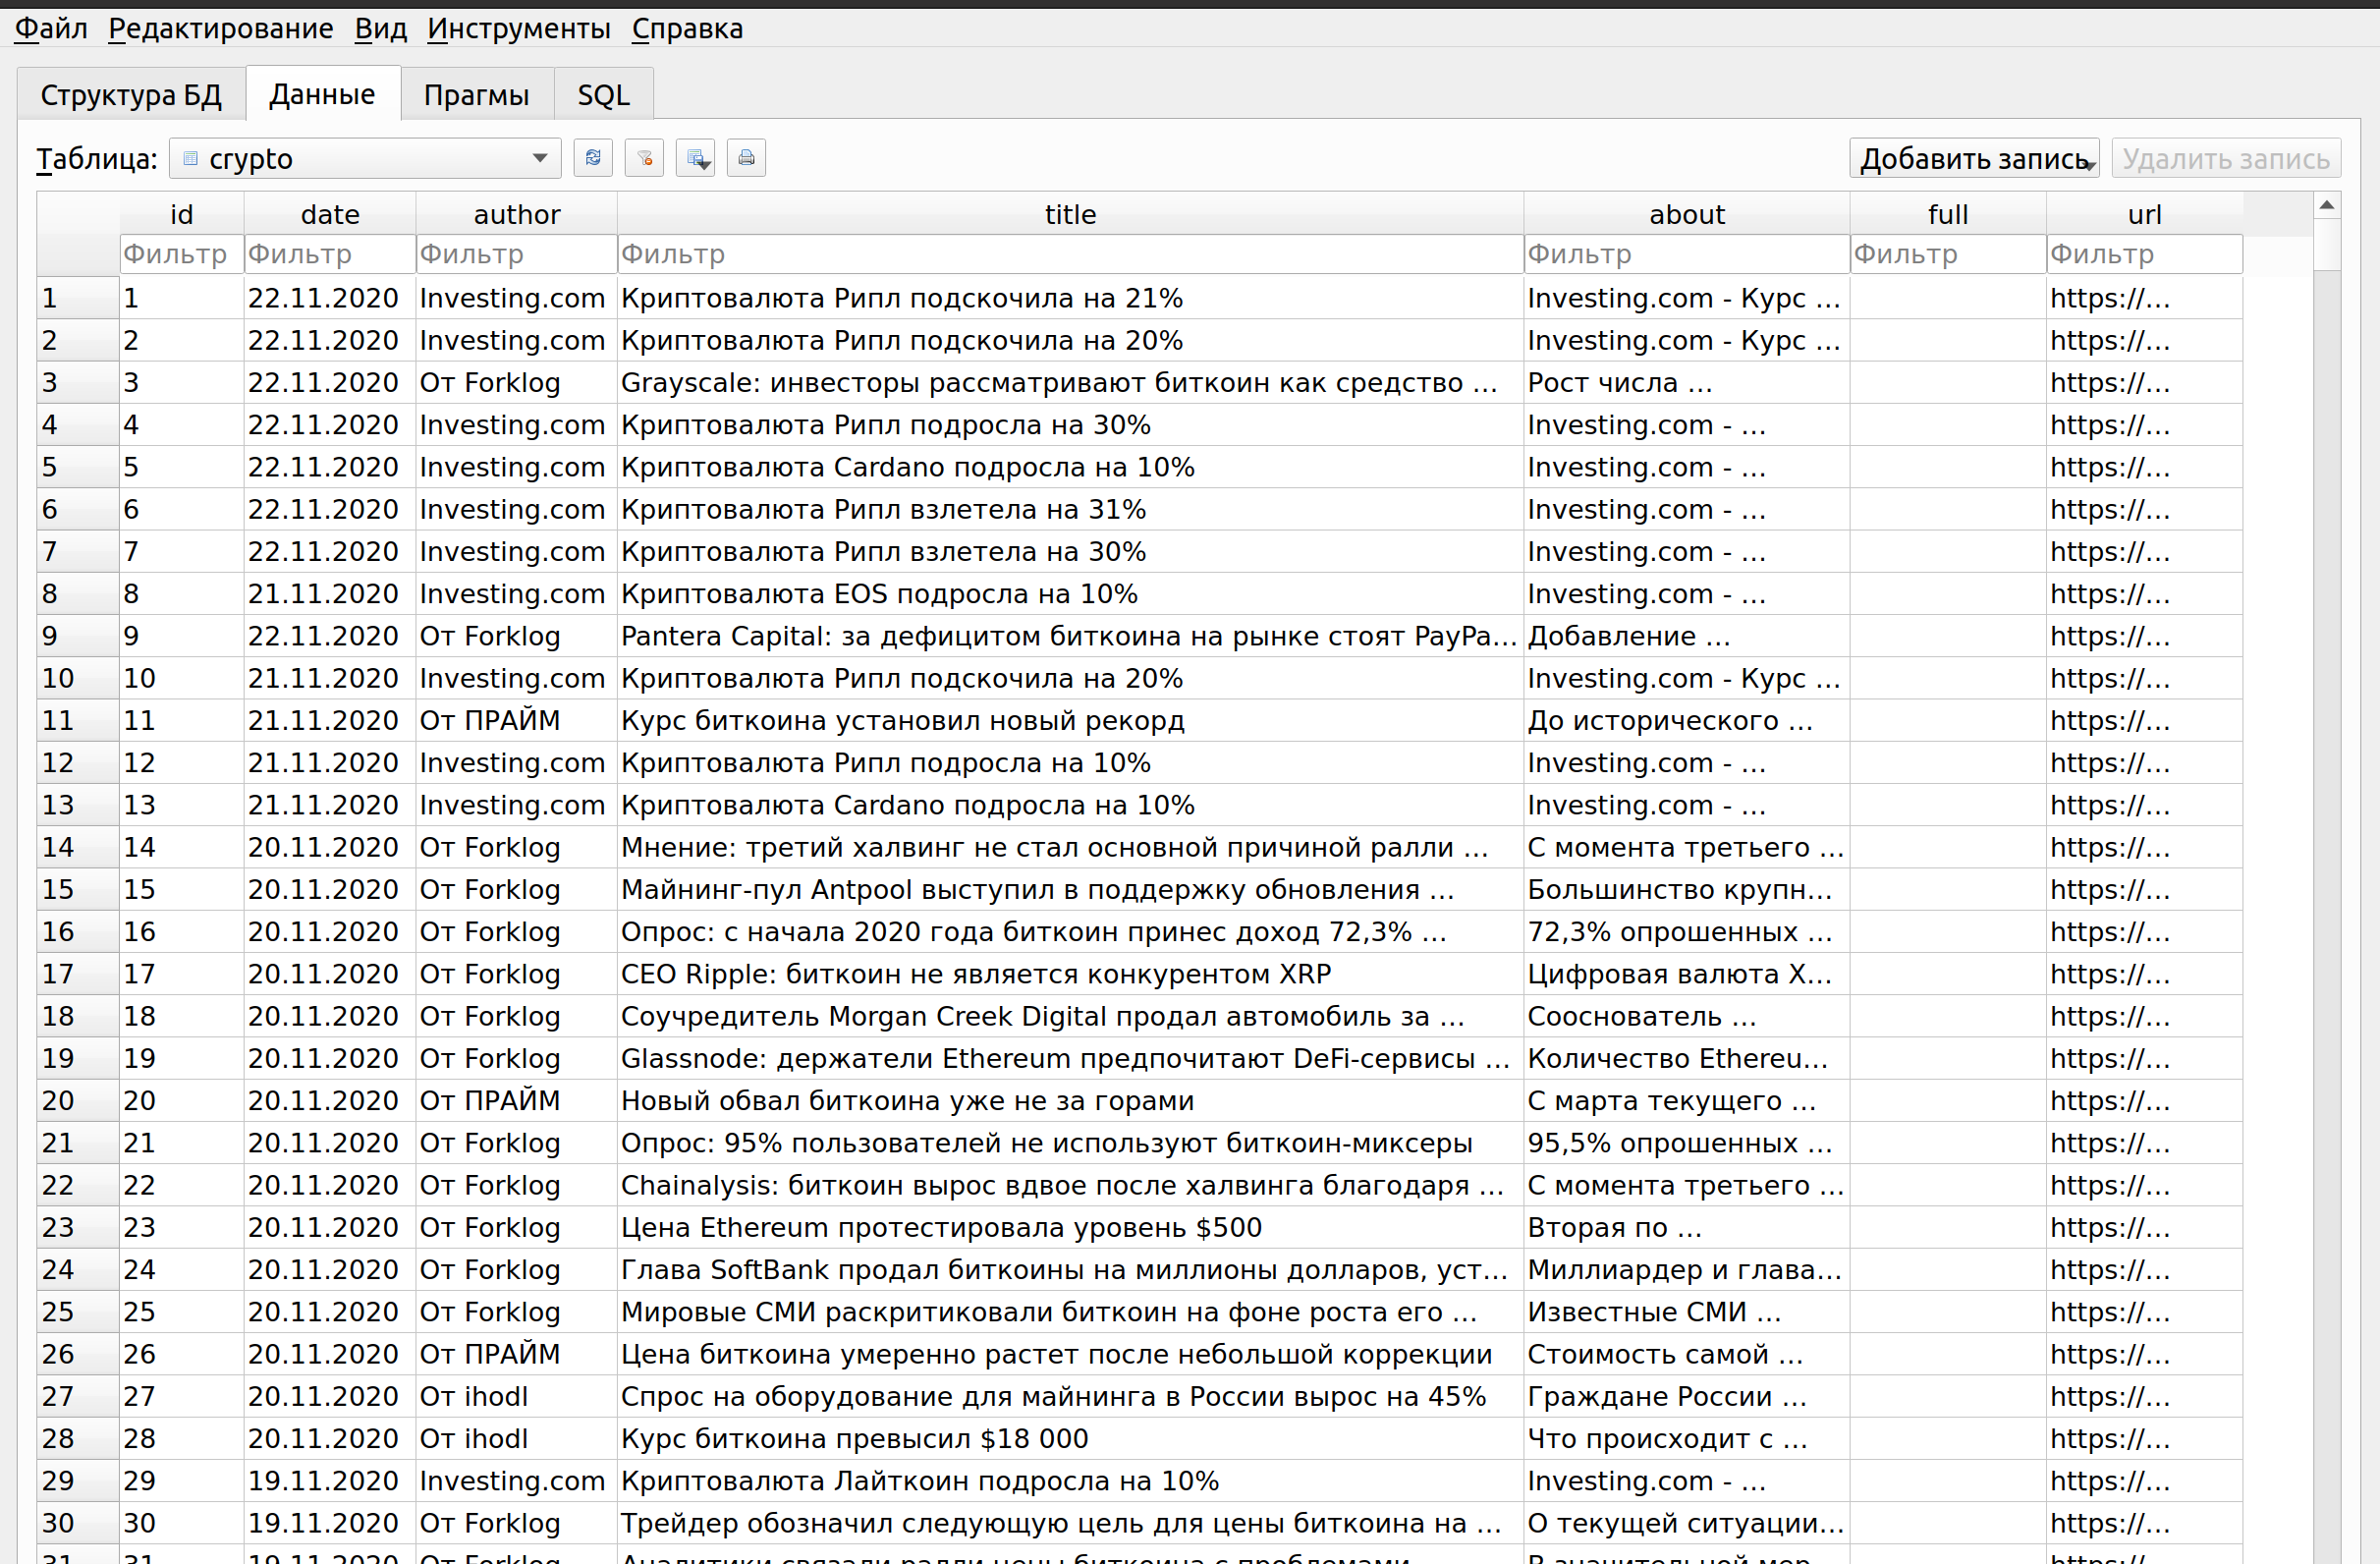 Файл Редактирование Вид Инструменты Справка
Структура БД Данные Прагмы SQL
Таблица: crypto Добавить запись Удалить запись
id date author title about full url
Фильтр Фильтр Фильтр Фильтр Фильтр Фильтр Фильтр
1 1 22.11.2020 Investing.com Криптовалюта Рипл подскочила на 21% Investing.com - Курс ... https://...
2 2 22.11.2020 Investing.com Криптовалюта Рипл подскочила на 20% Investing.com - Курс ... https://...
3 3 22.11.2020 От Forklog Grayscale: инвесторы рассматривают биткоин как средство ... Рост числа ... https://...
4 4 22.11.2020 Investing.com Криптовалюта Рипл подросла на 30% Investing.com - ... https://...
5 5 22.11.2020 Investing.com Криптовалюта Cardano подросла на 10% Investing.com - ... https://...
6 6 22.11.2020 Investing.com Криптовалюта Рипл взлетела на 31% Investing.com - ... https://...
7 7 22.11.2020 Investing.com Криптовалюта Рипл взлетела на 30% Investing.com - ... https://...
8 8 21.11.2020 Investing.com Криптовалюта EOS подросла на 10% Investing.com - ... https://...
9 9 22.11.2020 От Forklog Pantera Capital: за дефицитом биткоина на рынке стоят PayPa... Добавление ... https://...
10 10 21.11.2020 Investing.com Криптовалюта Рипл подскочила на 20% Investing.com - Курс ... https://...
11 11 21.11.2020 От ПРАЙМ Курс биткоина установил новый рекорд До исторического ... https://...
12 12 21.11.2020 Investing.com Криптовалюта Рипл подросла на 10% Investing.com - ... https://...
13 13 21.11.2020 Investing.com Криптовалюта Cardano подросла на 10% Investing.com - ... https://...
14 14 20.11.2020 От Forklog Мнение: третий халвинг не стал основной причиной ралли ... С момента третьего ... https://...
15 15 20.11.2020 От Forklog Майнинг-пул Antpool выступил в поддержку обновления ... Большинство крупн... https://...
16 16 20.11.2020 От Forklog Опрос: с начала 2020 года биткоин принес доход 72,3% ... 72,3% опрошенных ... https://...
17 17 20.11.2020 От Forklog CEO Ripple: биткоин не является конкурентом XRP Цифровая валюта X... https://...
18 18 20.11.2020 От Forklog Соучредитель Morgan Creek Digital продал автомобиль за ... Сооснователь ... https://...
19 19 20.11.2020 От Forklog Glassnode: держатели Ethereum предпочитают DeFi-сервисы ... Количество Ethereu... https://...
20 20 20.11.2020 От ПРАЙМ Новый обвал биткоина уже не за горами С марта текущего ... https://...
21 21 20.11.2020 От Forklog Опрос: 95% пользователей не используют биткоин-миксеры 95,5% опрошенных ... https://...
22 22 20.11.2020 От Forklog Chainalysis: биткоин вырос вдвое после халвинга благодаря ... С момента третьего ... https://...
23 23 20.11.2020 От Forklog Цена Ethereum протестировала уровень $500 Вторая по ... https://...
24 24 20.11.2020 От Forklog Глава SoftBank продал биткоины на миллионы долларов, уст... Миллиардер и глава... https://...
25 25 20.11.2020 От Forklog Мировые СМИ раскритиковали биткоин на фоне роста его ... Известные СМИ ... https://...
26 26 20.11.2020 От ПРАЙМ Цена биткоина умеренно растет после небольшой коррекции Стоимость самой ... https://...
27 27 20.11.2020 От ihodl Спрос на оборудование для майнинга в России вырос на 45% Граждане России ... https://...
28 28 20.11.2020 От ihodl Курс биткоина превысил $18 000 Что происходит с ... https://...
29 29 19.11.2020 Investing.com Криптовалюта Лайткоин подросла на 10% Investing.com - ... https://...
30 30 19.11.2020 От Forklog Трейдер обозначил следующую цель для цены биткоина на ... О текущей ситуации... https://...
31 31 19.11.2020 От Forklog Аналитики связали ралли цены биткоина с проблемами ... В значительной мер... https://...